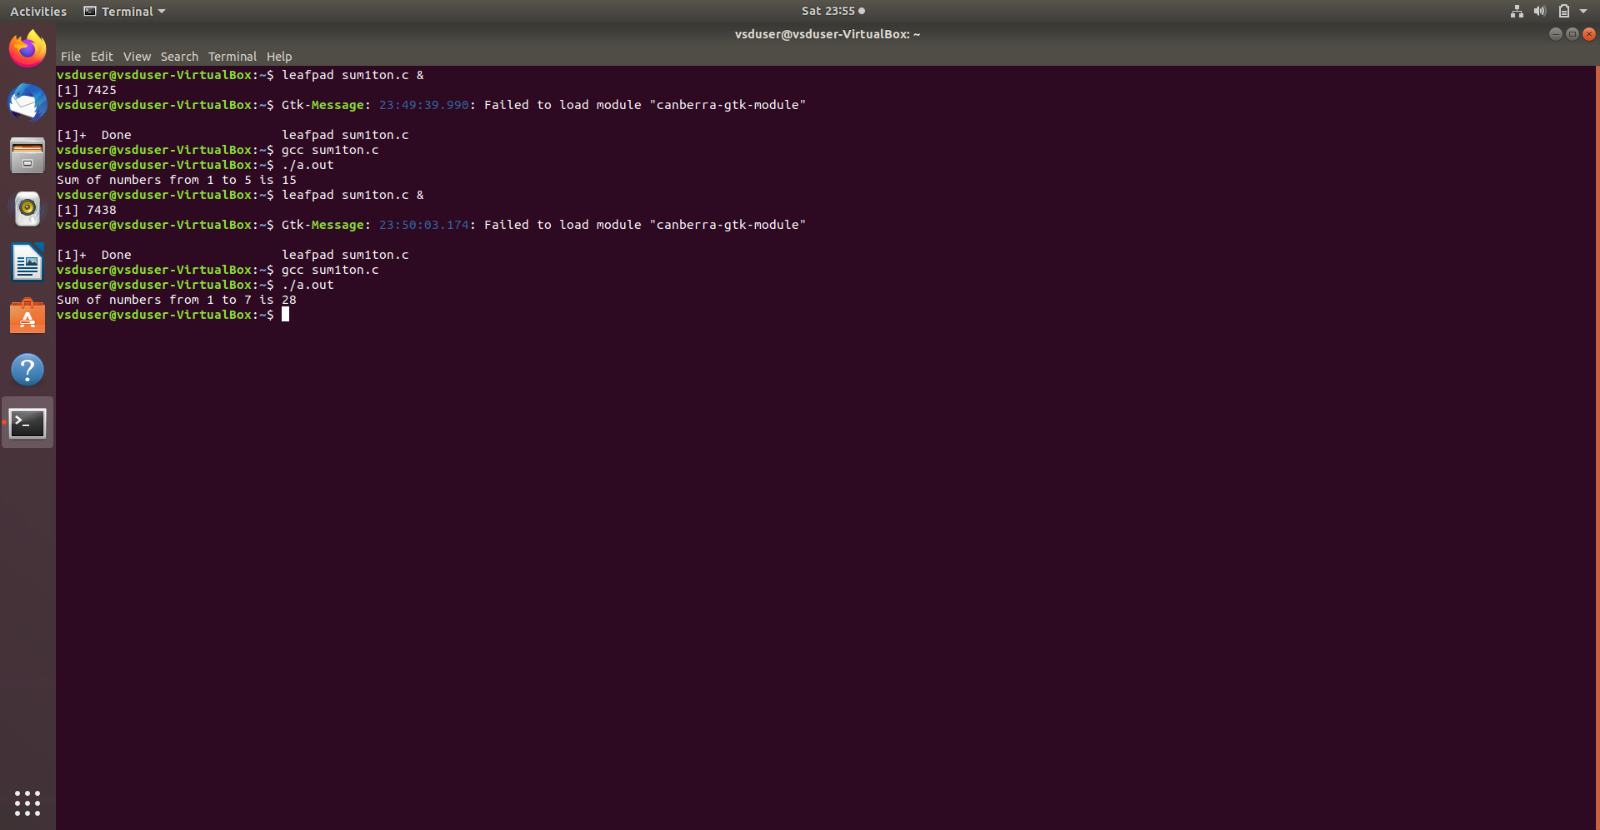 Activities Terminal Sat 23:55
vsduser@vsduser-VirtualBox: ~
File Edit View Search Terminal Help
vsduser@vsduser-VirtualBox:~$ leafpad sum1ton.c &
[1] 7425
vsduser@vsduser-VirtualBox:~$ Gtk-Message: 23:49:39.990: Failed to load module "canberra-gtk-module"
[1]+  Done                    leafpad sum1ton.c
vsduser@vsduser-VirtualBox:~$ gcc sum1ton.c
vsduser@vsduser-VirtualBox:~$ ./a.out
Sum of numbers from 1 to 5 is 15
vsduser@vsduser-VirtualBox:~$ leafpad sum1ton.c &
[1] 7438
vsduser@vsduser-VirtualBox:~$ Gtk-Message: 23:50:03.174: Failed to load module "canberra-gtk-module"
[1]+  Done                    leafpad sum1ton.c
vsduser@vsduser-VirtualBox:~$ gcc sum1ton.c
vsduser@vsduser-VirtualBox:~$ ./a.out
Sum of numbers from 1 to 7 is 28
vsduser@vsduser-VirtualBox:~$